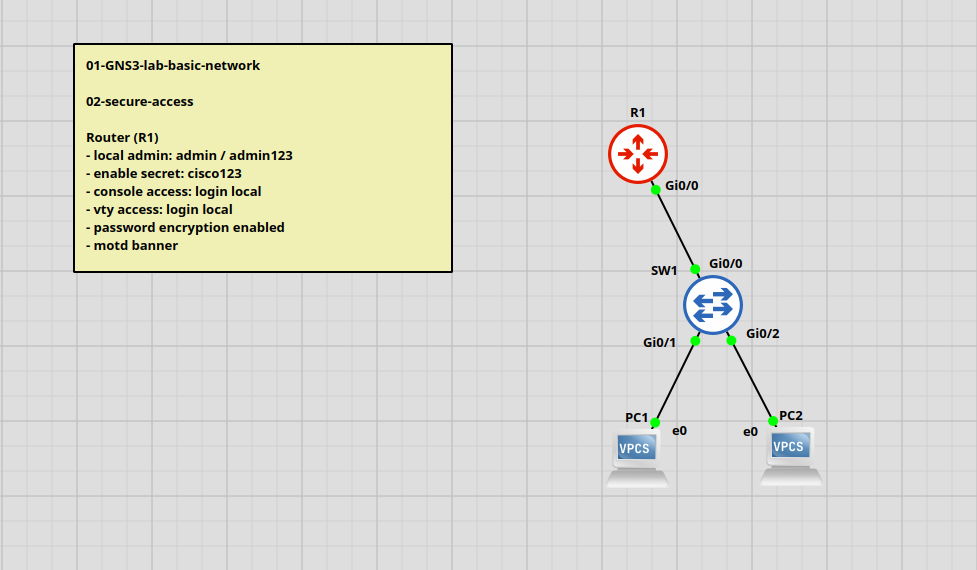 01-GNS3-lab-basic-network
02-secure-access
Router (R1)
- local admin: admin / admin123
- enable secret: cisco123
- console access: login local
- vty access: login local
- password encryption enabled
- motd banner
R1
Gi0/0
SW1
Gi0/0
Gi0/1
Gi0/2
PC1
e0
VPCS
PC2
e0
VPCS